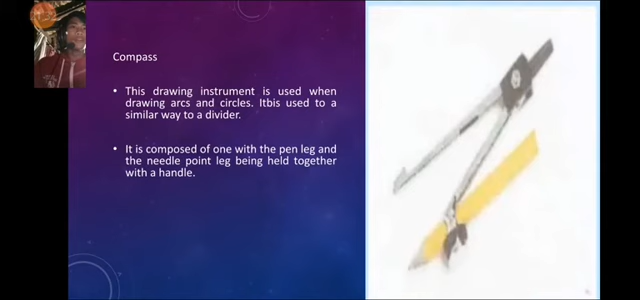 Compass
• This drawing instrument is used when
drawing arcs and circles. Itbis used to a
similar way to a divider.
• It is composed of one with the pen leg and
the needle point leg being held together
with a handle.